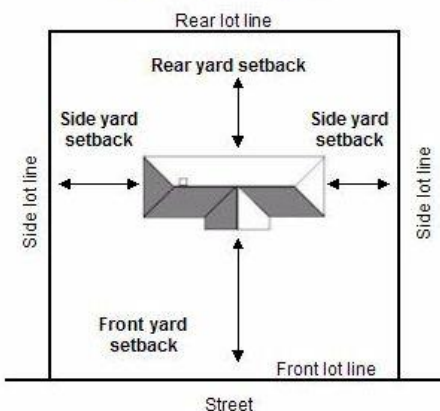 Rear lot line
Rear yard setback
Side yard
setback
Side yard
setback
Side lot line
Side lot line
Front yard
setback
Front lot line
Street